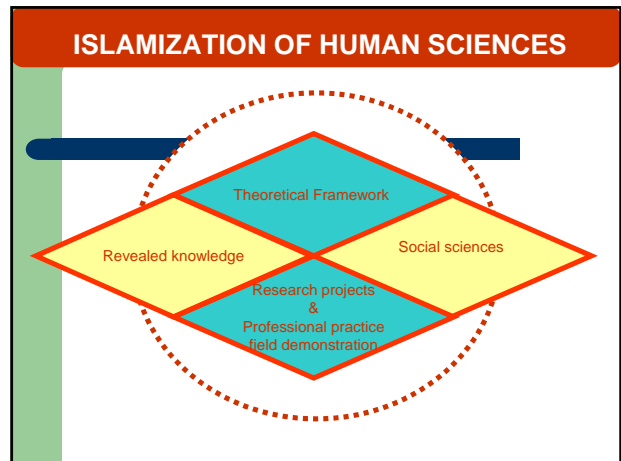 ISLAMIZATION OF HUMAN SCIENCES
Theoretical Framework
Revealed knowledge
Social sciences
Research projects
&
Professional practice
field demonstration